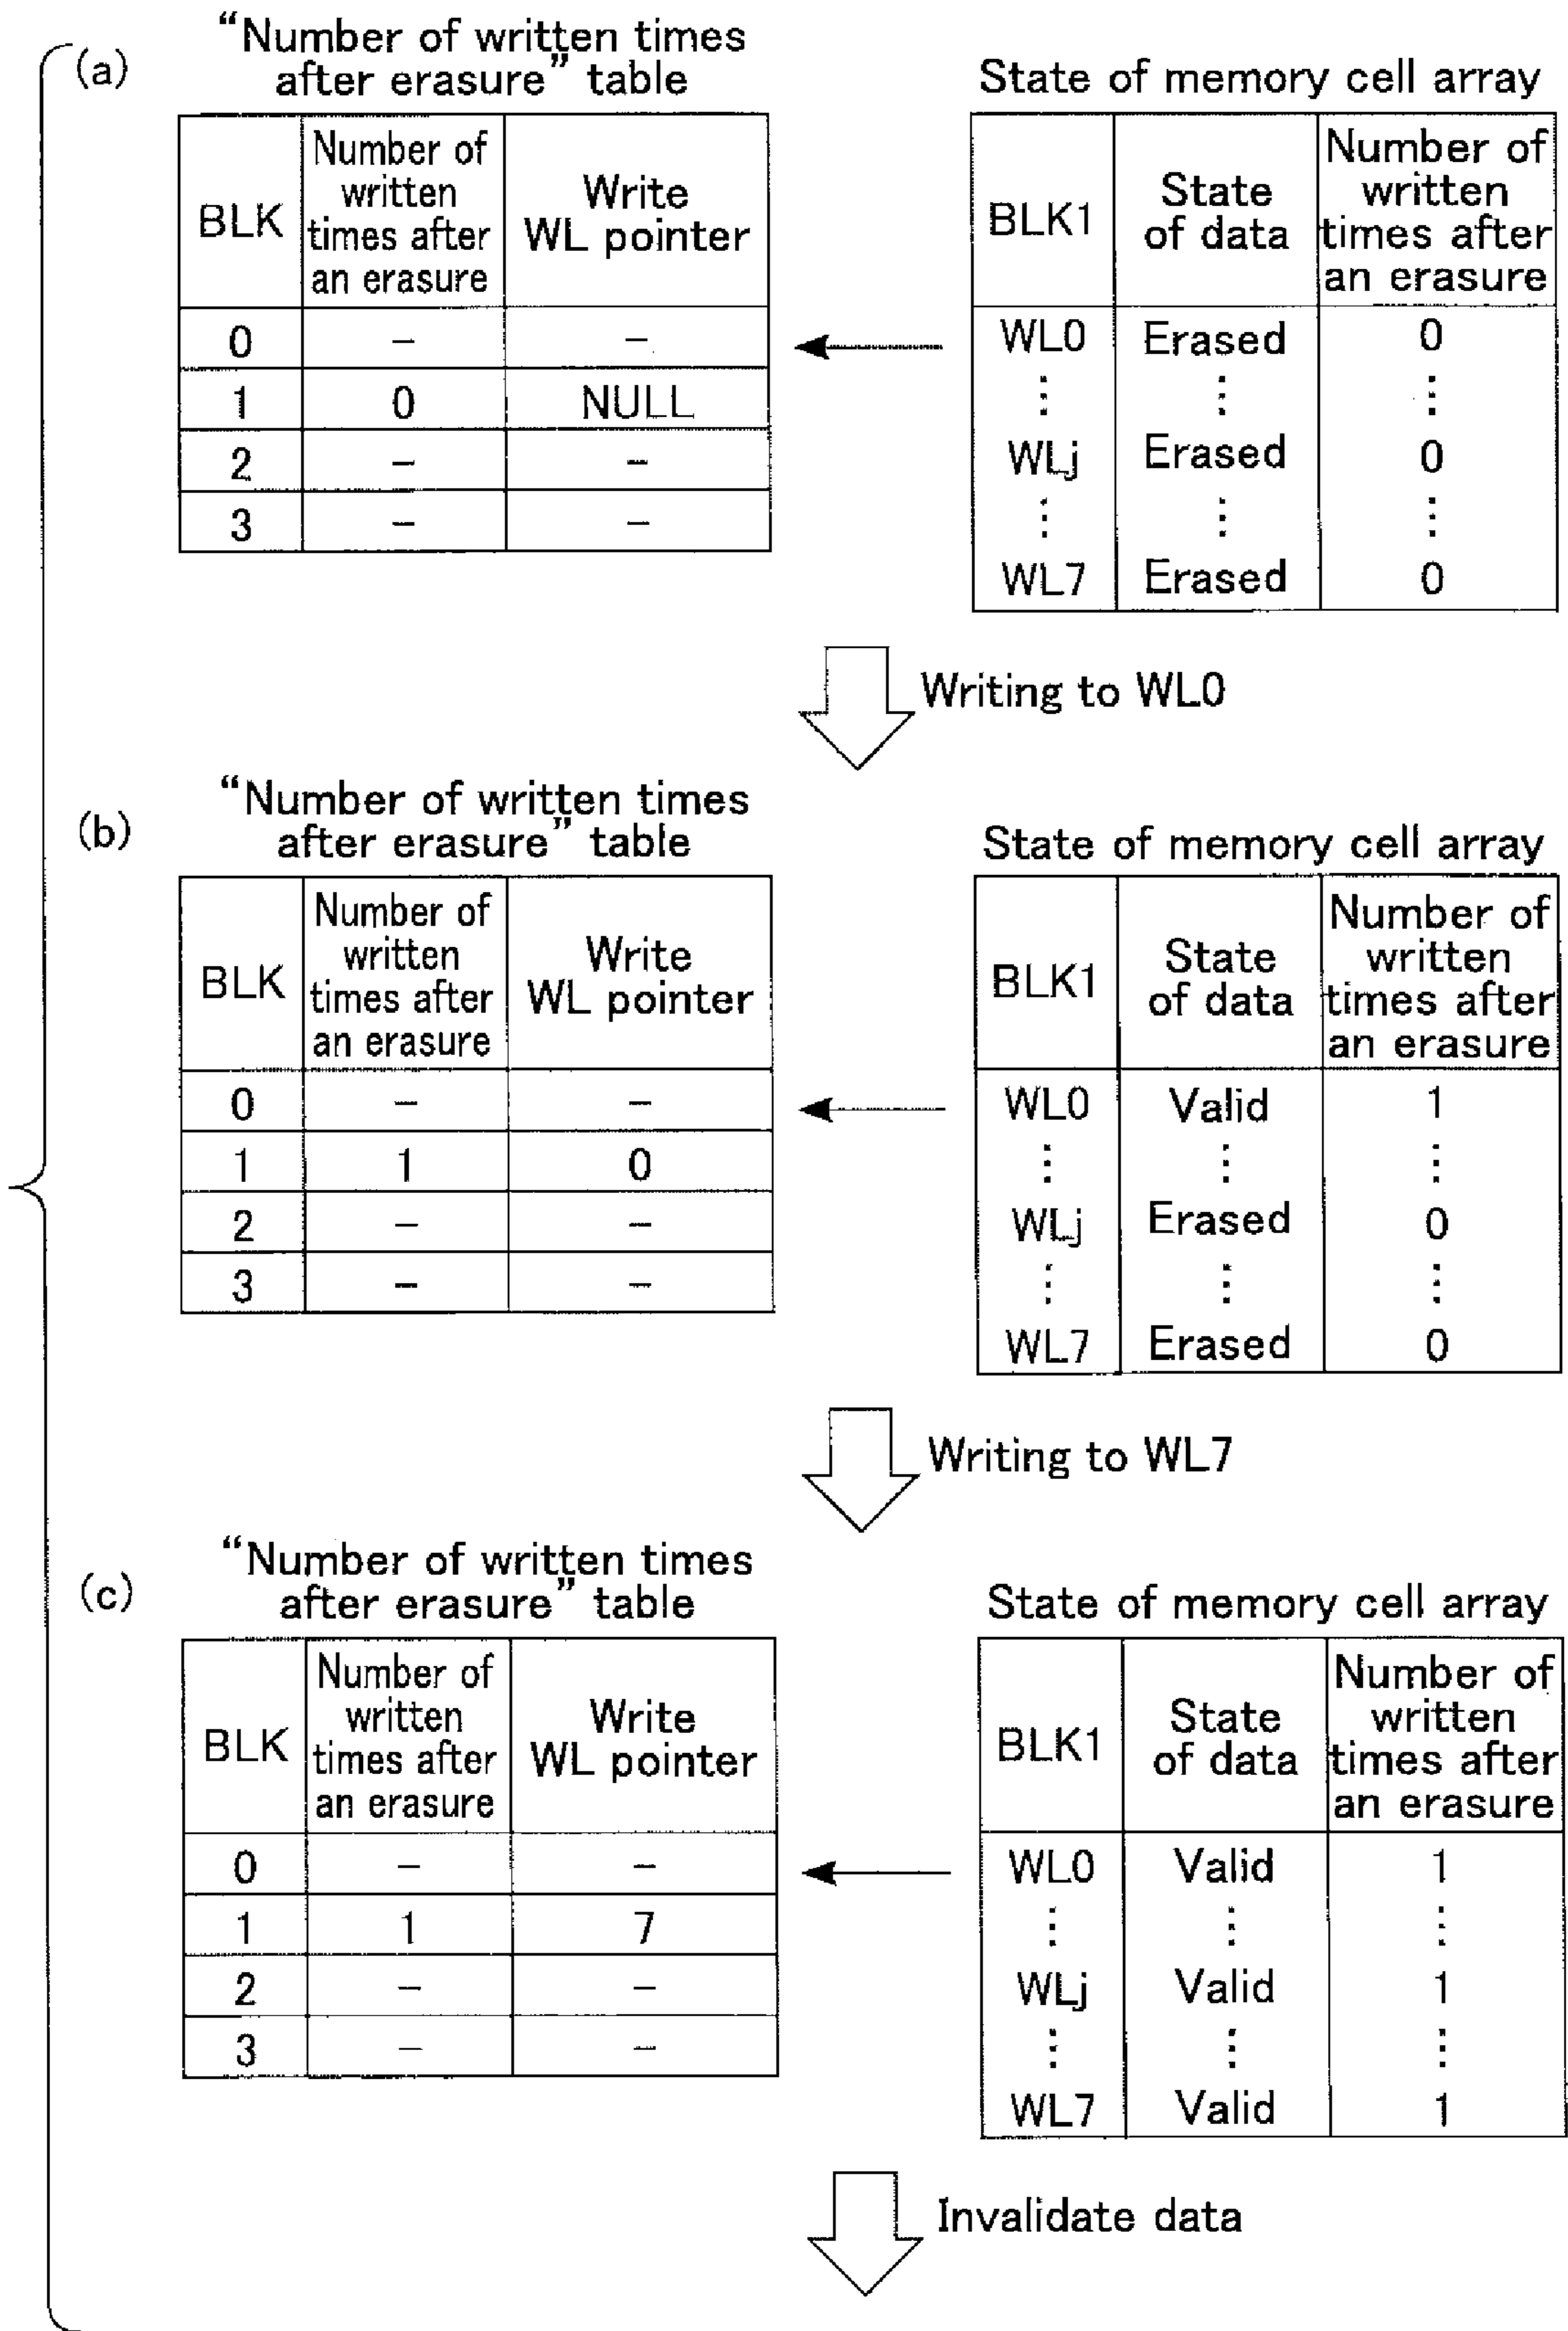 (a)
“Number of written times
after erasure” table
BLK
Number of
written
times after
an erasure
Write
WL pointer
0 – –
1 0 NULL
2 – –
3 – –
State of memory cell array
BLK1
State
of data
Number of
written
times after
an erasure
WL0 Erased 0
⋮ ⋮ ⋮
WLj Erased 0
⋮ ⋮ ⋮
WL7 Erased 0
Writing to WL0
(b)
“Number of written times
after erasure” table
BLK
Number of
written
times after
an erasure
Write
WL pointer
0 – –
1 1 0
2 – –
3 – –
State of memory cell array
BLK1
State
of data
Number of
written
times after
an erasure
WL0 Valid 1
⋮ ⋮ ⋮
WLj Erased 0
⋮ ⋮ ⋮
WL7 Erased 0
Writing to WL7
(c)
“Number of written times
after erasure” table
BLK
Number of
written
times after
an erasure
Write
WL pointer
0 – –
1 1 7
2 – –
3 – –
State of memory cell array
BLK1
State
of data
Number of
written
times after
an erasure
WL0 Valid 1
⋮ ⋮ ⋮
WLj Valid 1
⋮ ⋮ ⋮
WL7 Valid 1
Invalidate data